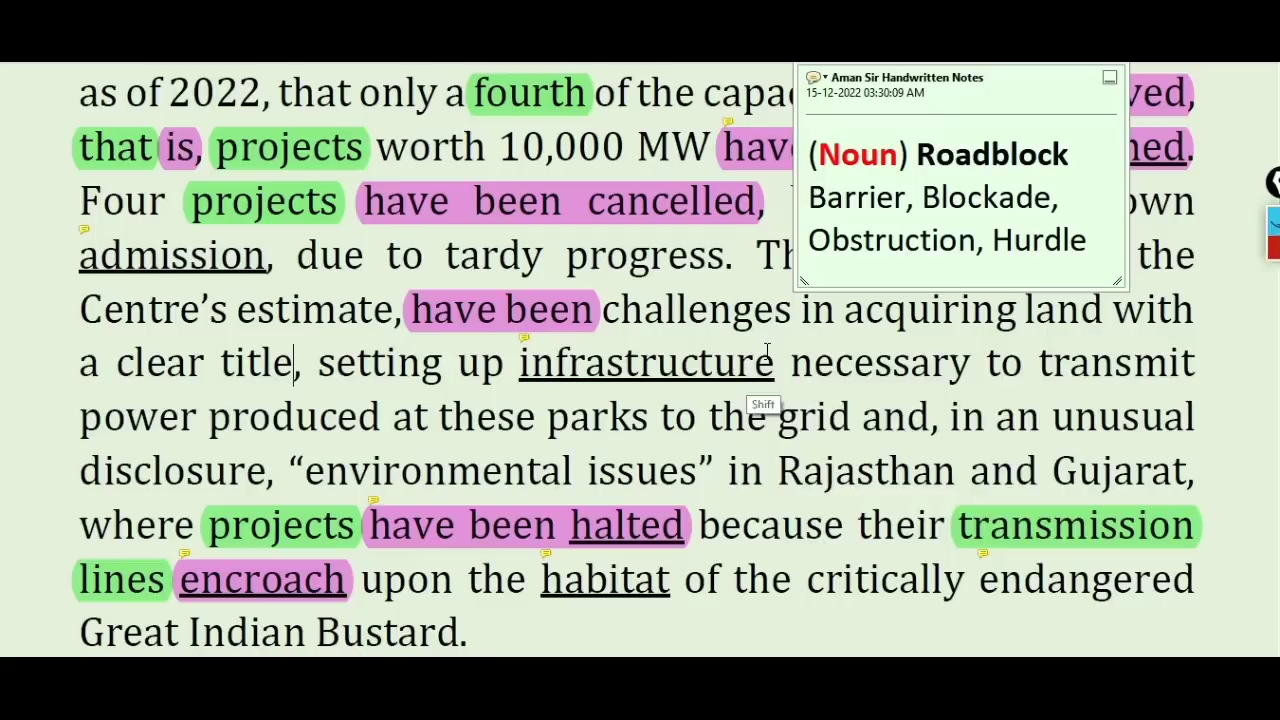 as of 2022, that only a fourth of the capac ved,
that is, projects worth 10,000 MW hav ned.
Four projects have been cancelled, own
admission, due to tardy progress. Th the
Centre’s estimate, have been challenges in acquiring land with
a clear title, setting up infrastructure necessary to transmit
power produced at these parks to the grid and, in an unusual
disclosure, “environmental issues” in Rajasthan and Gujarat,
where projects have been halted because their transmission
lines encroach upon the habitat of the critically endangered
Great Indian Bustard.
Aman Sir Handwritten Notes
15-12-2022 03:30:09 AM
(Noun) Roadblock
Barrier, Blockade,
Obstruction, Hurdle
Shift